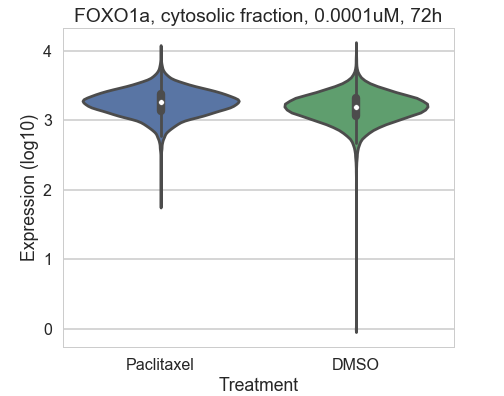 FOXO1a, cytosolic fraction, 0.0001uM, 72h
4
3
2
1
0
Expression (log10)
Paclitaxel DMSO
Treatment